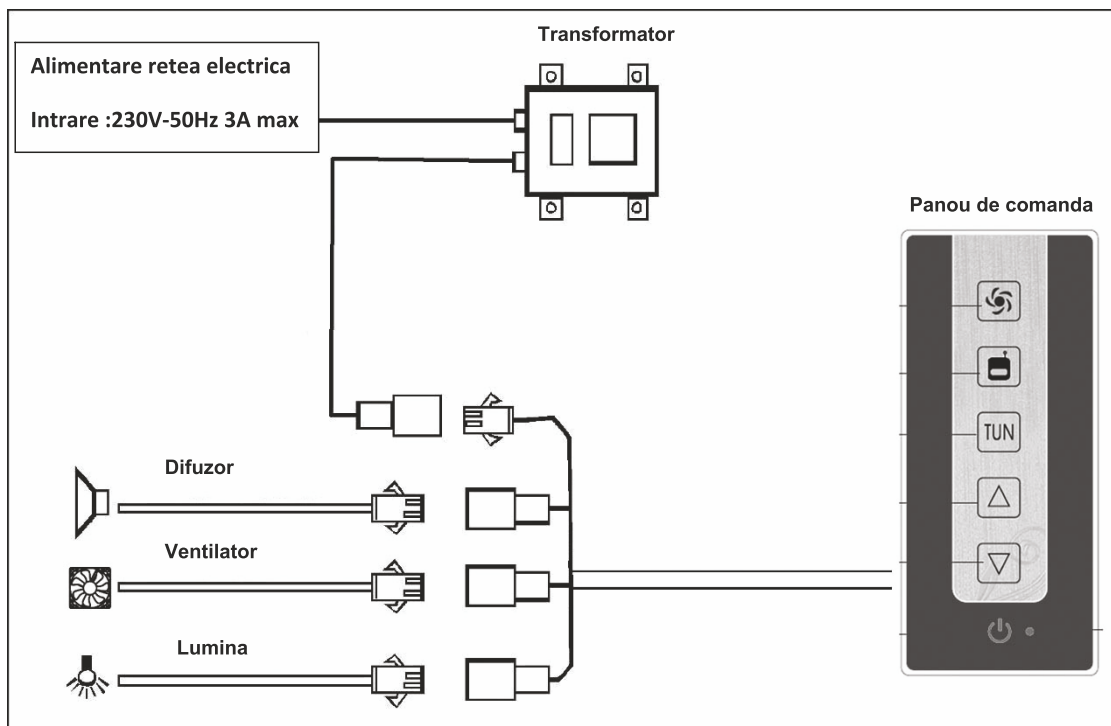 Transformator
Alimentare retea electrica
Intrare :230V-50Hz 3A max
Panou de comanda
TUN
Difuzor
Ventilator
Lumina